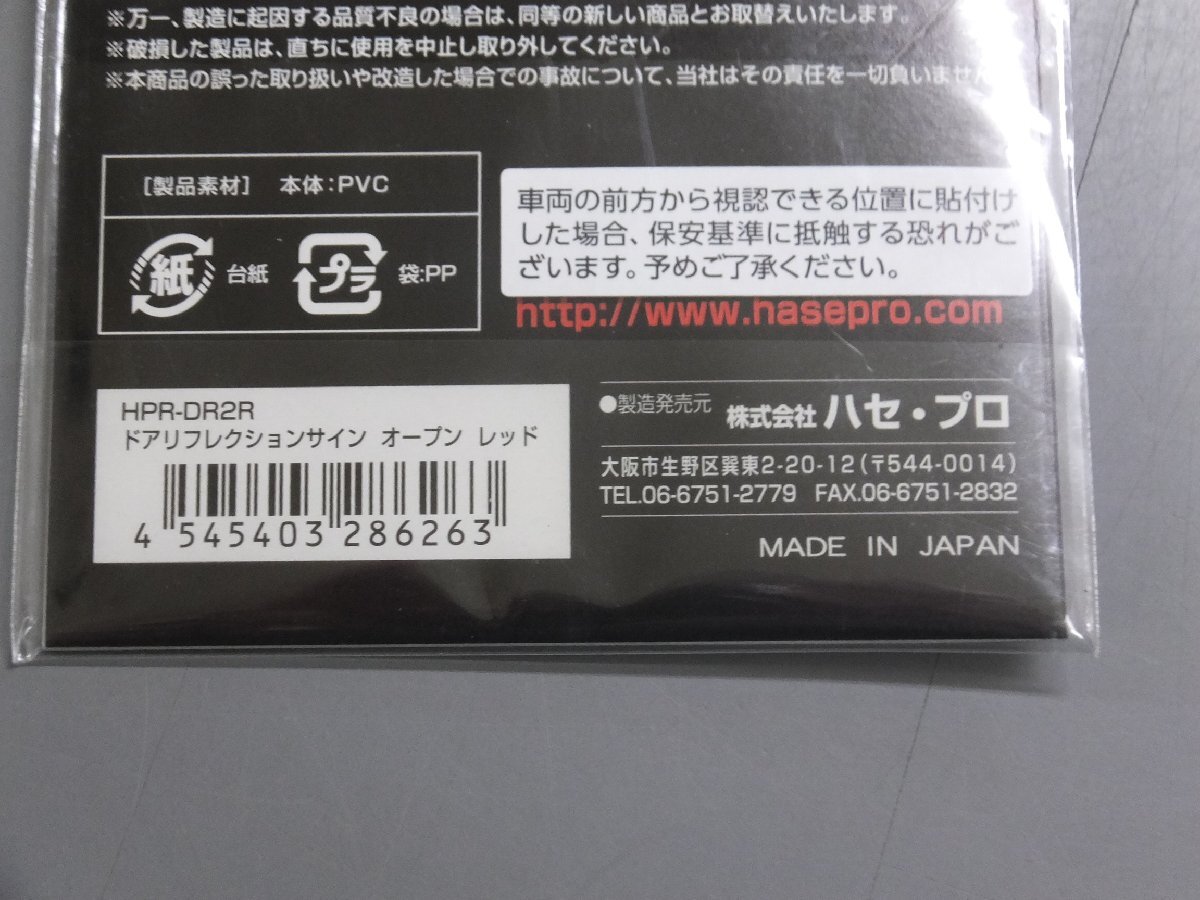 ※万一、製造に起因する品質不良の場合は、同等の新しい商品とお取替えいたします。
※破損した製品は、直ちに使用を中止し取り外してください。
※本商品の誤った取り扱いや改造した場合での事故について、当社はその責任を一切負いません
[製品素材] 本体:PVC
紙 台紙 プラ 袋:PP
車両の前方から視認できる位置に貼付け
した場合、保安基準に抵触する恐れがご
ざいます。予めご了承ください。
http://www.hasepro.com
HPR-DR2R
ドアリフレクションサイン オープン レッド
4 545403 286263
●製造発売元 株式会社 ハセ・プロ
大阪市生野区巽東2-20-12(〒544-0014)
TEL.06-6751-2779 FAX.06-6751-2832
MADE IN JAPAN